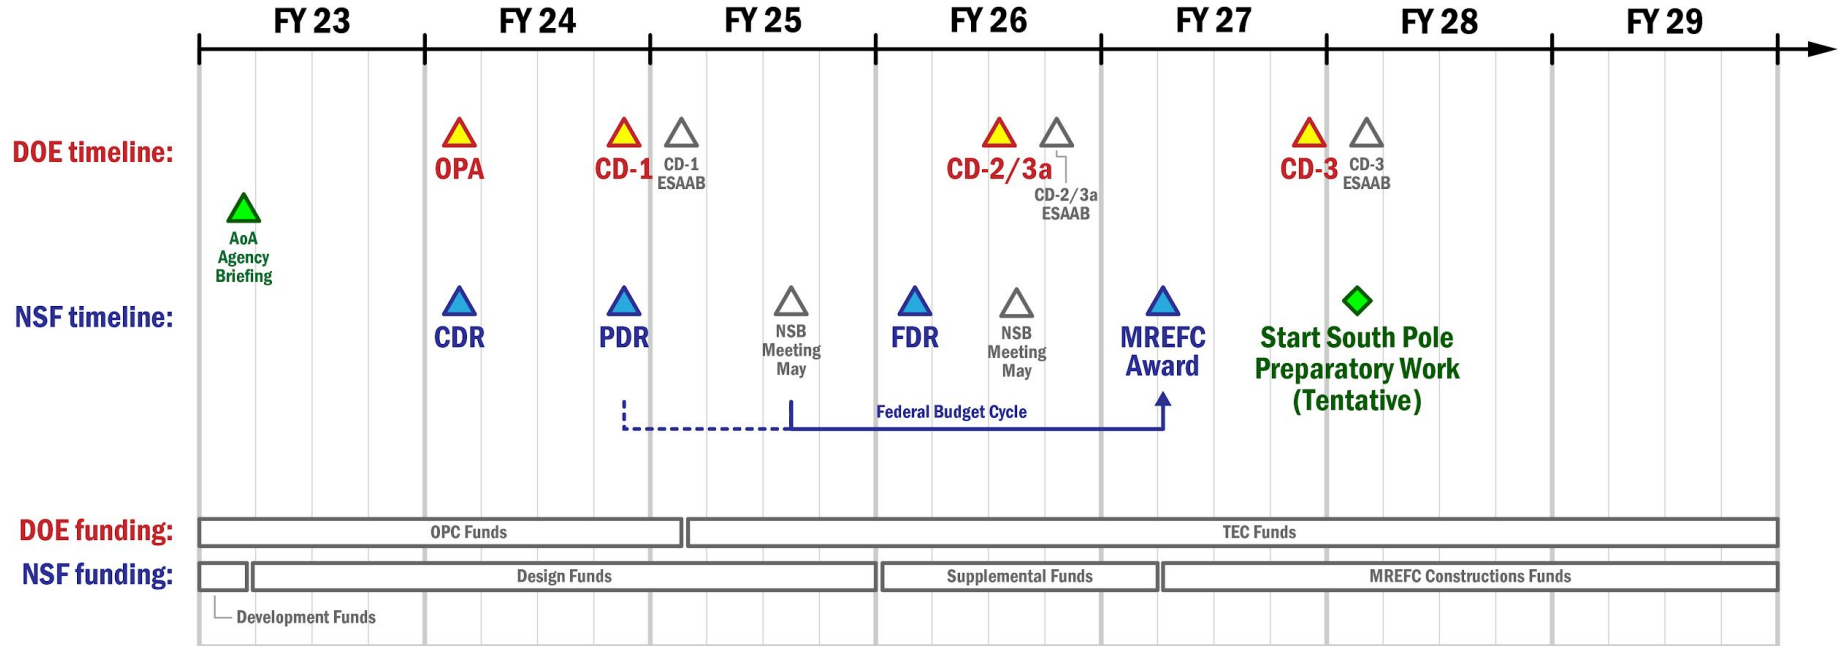 FY 23
FY 24
FY 25
FY 26
FY 27
FY 28
FY 29
DOE timeline:
OPA
CD-1
CD-1
ESAAB
CD-2/3a
CD-2/3a
ESAAB
CD-3
CD-3
ESAAB
AoA
Agency
Briefing
NSF timeline:
CDR
PDR
NSB
Meeting
May
FDR
NSB
Meeting
May
MREFC
Award
Start South Pole
Preparatory Work
(Tentative)
Federal Budget Cycle
DOE funding:
OPC Funds
TEC Funds
NSF funding:
Design Funds
Supplemental Funds
MREFC Constructions Funds
Development Funds